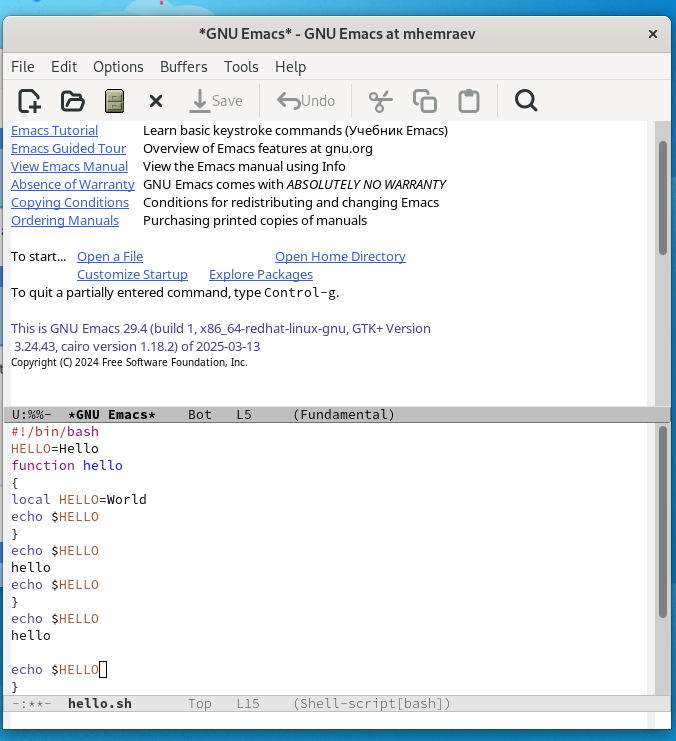 *GNU Emacs* - GNU Emacs at mhemraev
File Edit Options Buffers Tools Help
Save Undo
Emacs Tutorial Learn basic keystroke commands (Учебник Emacs)
Emacs Guided Tour Overview of Emacs features at gnu.org
View Emacs Manual View the Emacs manual using Info
Absence of Warranty GNU Emacs comes with ABSOLUTELY NO WARRANTY
Copying Conditions Conditions for redistributing and changing Emacs
Ordering Manuals Purchasing printed copies of manuals
To start... Open a File Open Home Directory
Customize Startup Explore Packages
To quit a partially entered command, type Control-g.
This is GNU Emacs 29.4 (build 1, x86_64-redhat-linux-gnu, GTK+ Version
3.24.43, cairo version 1.18.2) of 2025-03-13
Copyright (C) 2024 Free Software Foundation, Inc.
U:%%- *GNU Emacs* Bot L5 (Fundamental)
#!/bin/bash
HELLO=Hello
function hello
{
local HELLO=World
echo $HELLO
}
echo $HELLO
hello
echo $HELLO
}
echo $HELLO
hello
echo $HELLO
}
-:**- hello.sh Top L15 (Shell-script[bash])